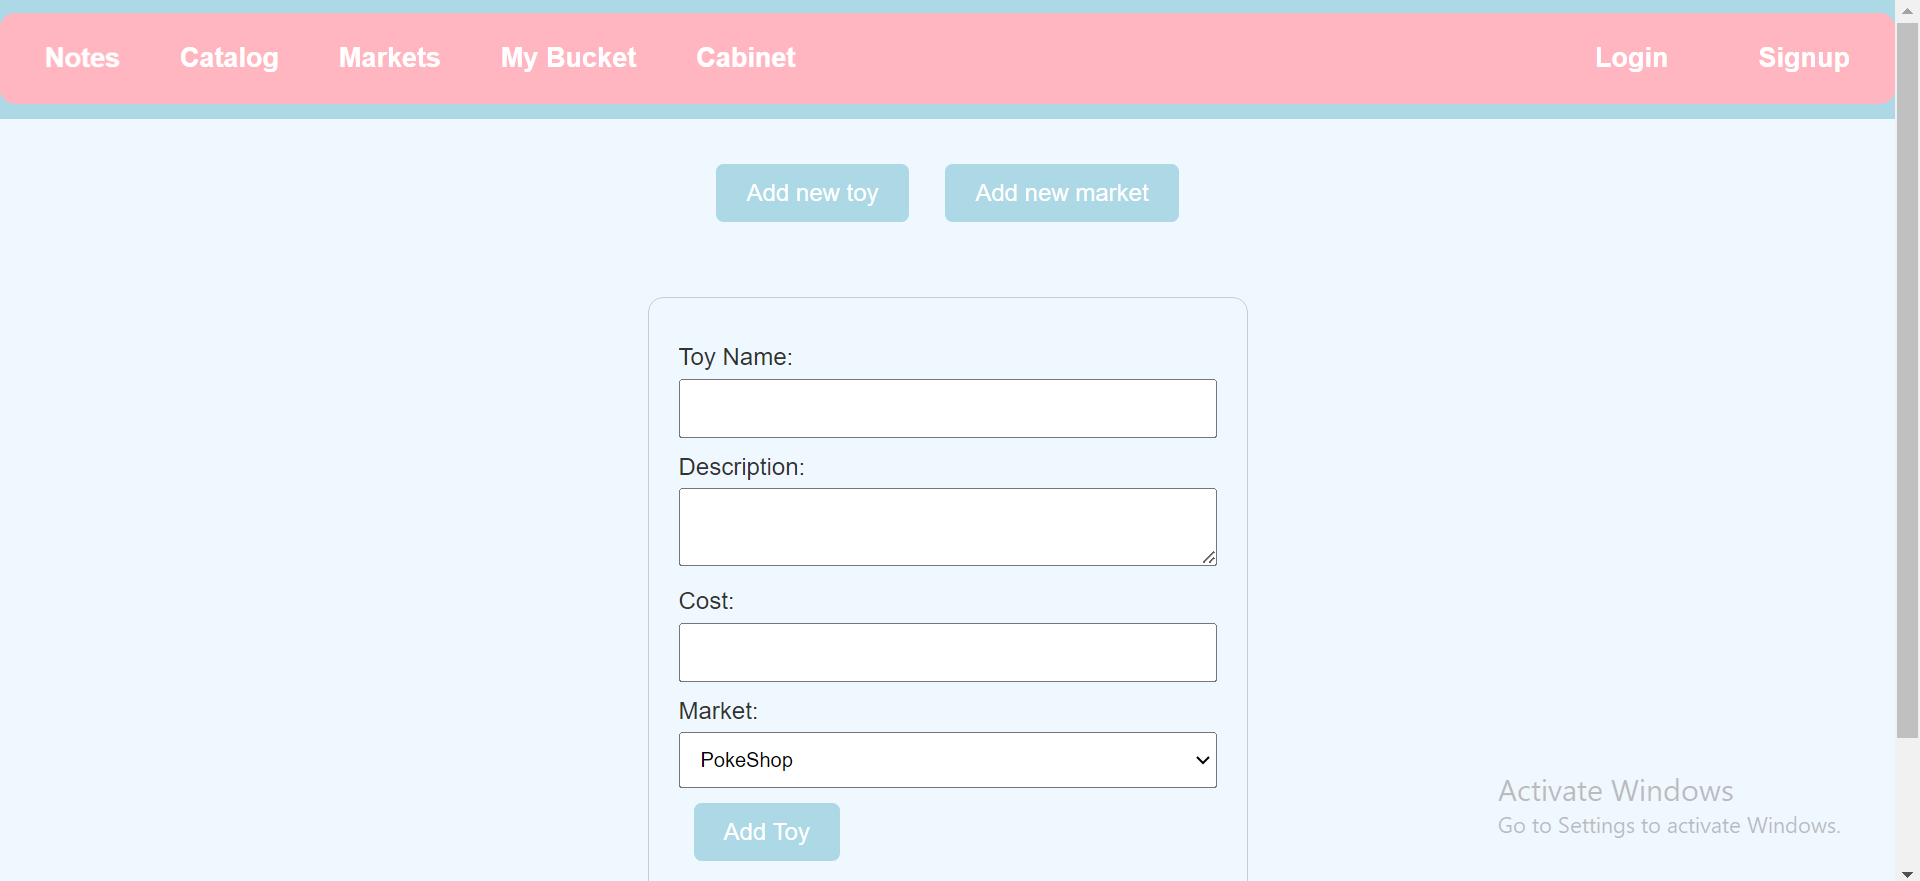 Notes Catalog Markets My Bucket Cabinet Login Signup
Add new toy Add new market
Toy Name:
Description:
Cost:
Market:
PokeShop
Add Toy
Activate Windows
Go to Settings to activate Windows.